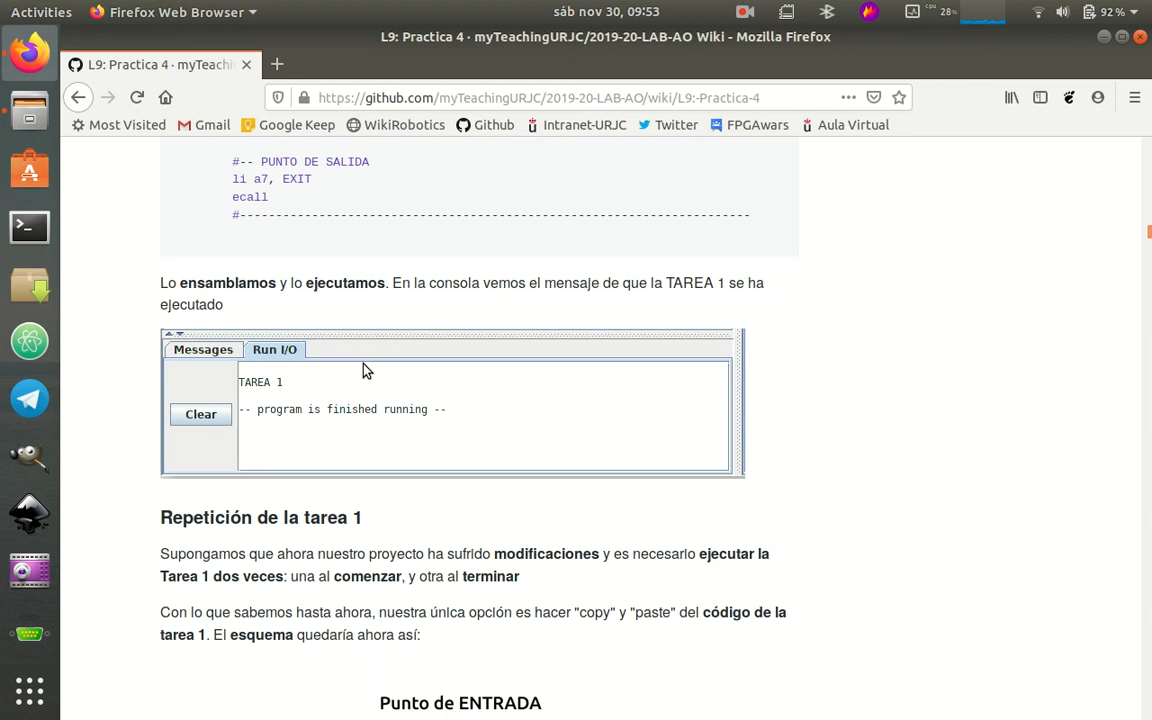 Activities Firefox Web Browser sáb nov 30, 09:53 cpu 28% 92%
L9: Practica 4 · myTeachingURJC/2019-20-LAB-AO Wiki - Mozilla Firefox
L9: Practica 4 · myTeachi
https://github.com/myTeachingURJC/2019-20-LAB-AO/wiki/L9:-Practica-4
Most Visited Gmail Google Keep WikiRobotics Github Intranet-URJC Twitter FPGAwars Aula Virtual
#-- PUNTO DE SALIDA
li a7, EXIT
ecall
#--------------------------------------------------------------------
Lo ensamblamos y lo ejecutamos. En la consola vemos el mensaje de que la TAREA 1 se ha
ejecutado
Messages Run I/O
TAREA 1
-- program is finished running --
Clear
Repetición de la tarea 1
Supongamos que ahora nuestro proyecto ha sufrido modificaciones y es necesario ejecutar la
Tarea 1 dos veces: una al comenzar, y otra al terminar
Con lo que sabemos hasta ahora, nuestra única opción es hacer "copy" y "paste" del código de la
tarea 1. El esquema quedaría ahora así:
Punto de ENTRADA